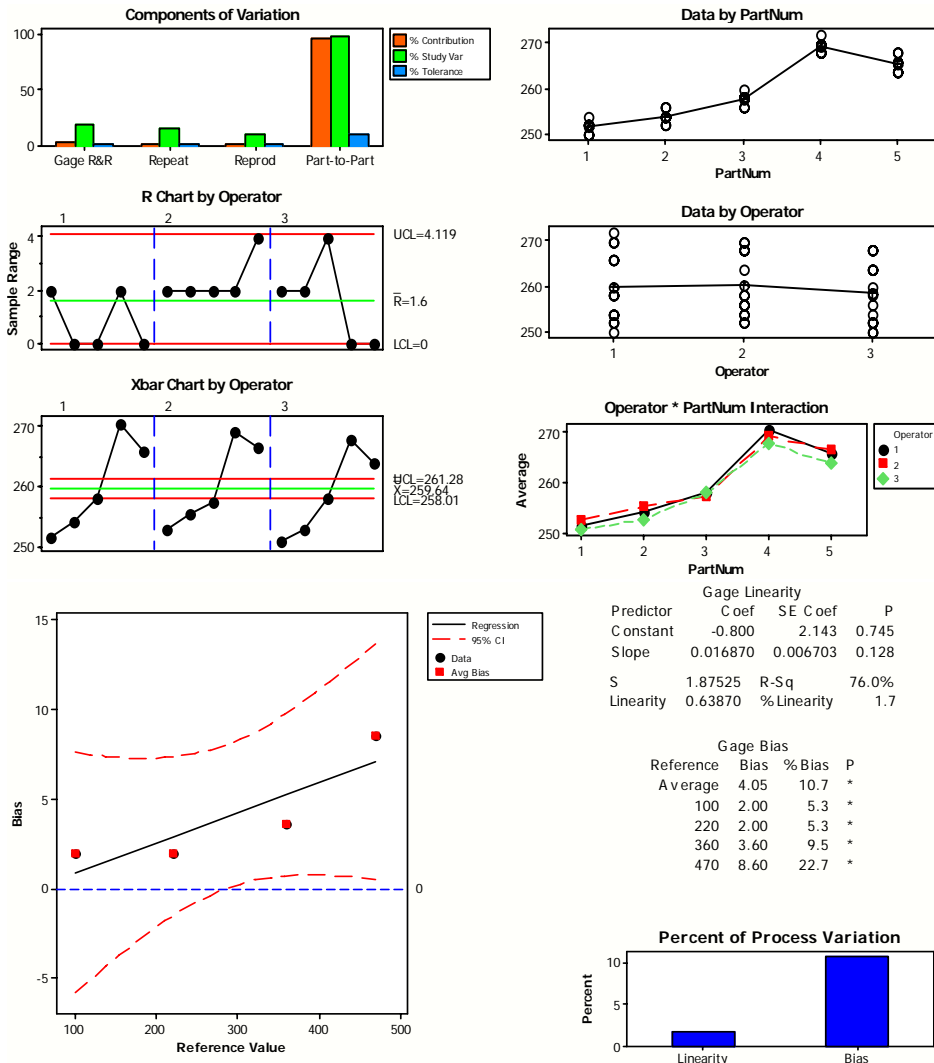 Components of Variation
100
50
0
Gage R&R Repeat Reprod Part-to-Part
% Contribution
% Study Var
% Tolerance
Data by PartNum
270
260
250
1 2 3 4 5
PartNum
R Chart by Operator
1 2 3
Sample Range
4
2
0
UCL=4.119
R=1.6
LCL=0
Data by Operator
270
260
250
1 2 3
Operator
Xbar Chart by Operator
1 2 3
270
260
250
UCL=261.28
X=259.64
LCL=258.01
Operator * PartNum Interaction
Average
270
260
250
1 2 3 4 5
PartNum
Operator
1
2
3
15
10
5
0
-5
Bias
100 200 300 400 500
Reference Value
0
Regression
95% CI
Data
Avg Bias
Gage Linearity
Predictor Coef SE Coef P
Constant -0.800 2.143 0.745
Slope 0.016870 0.006703 0.128
S 1.87525 R-Sq 76.0%
Linearity 0.63870 % Linearity 1.7
Gage Bias
Reference Bias % Bias P
Average 4.05 10.7 *
100 2.00 5.3 *
220 2.00 5.3 *
360 3.60 9.5 *
470 8.60 22.7 *
Percent of Process Variation
Percent
10
5
0
Linearity Bias